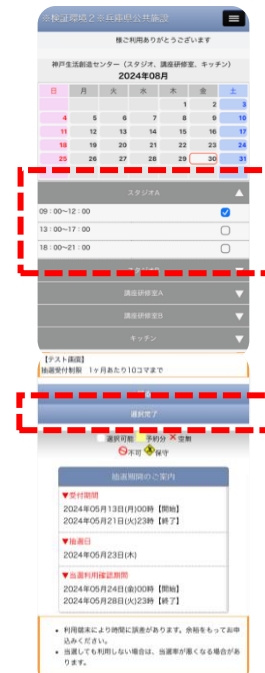 ※検証環境２※兵庫県公共施設
様ご利用ありがとうございます
神戸生活創造センター（スタジオ、講座研修室、キッチン）
2024年08月
日 月 火 水 木 金 土
1 2 3
4 5 6 7 8 9 10
11 12 13 14 15 16 17
18 19 20 21 22 23 24
25 26 27 28 29 30 31
スタジオA ▲
09：00～12：00
13：00～17：00
18：00～21：00
講座研修室A ▼
講座研修室B ▼
キッチン ▼
【テスト画面】
抽選受付制限 1ヶ月あたり10コマまで
選択完了
選択可能 予約分 ×空無
不可 保守
抽選期間のご案内
▼受付期間
2024年05月13日(月)00時【開始】
2024年05月21日(火)23時【終了】
▼抽選日
2024年05月23日(木)
▼当選利用確認期間
2024年05月24日(金)00時【開始】
2024年05月28日(火)23時【終了】
• 利用端末により時間に誤差があります。余裕をもってお申
込みください。
• 当選しても利用しない場合は、当選率が悪くなる場合があ
ります。